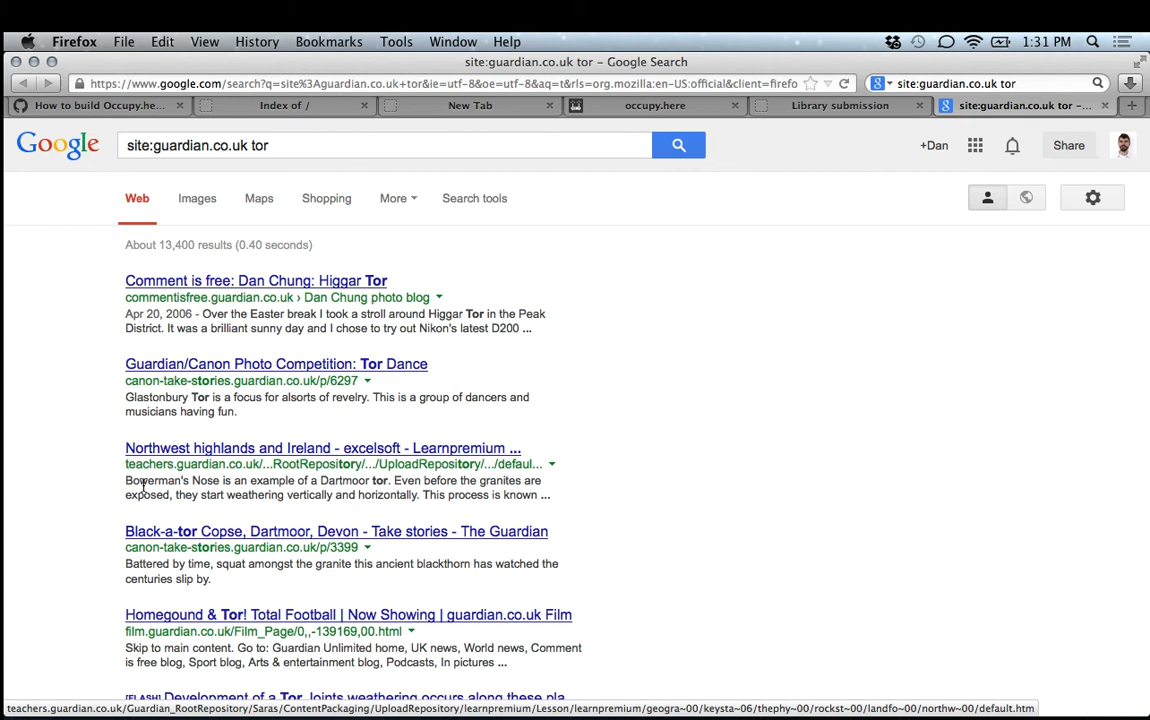 Firefox File Edit View History Bookmarks Tools Window Help 1:31 PM
site:guardian.co.uk tor - Google Search
https://www.google.com/search?q=site%3Aguardian.co.uk+tor&ie=utf-8&oe=utf-8&aq=t&rls=org.mozilla:en-US:official&client=firefo site:guardian.co.uk tor
How to build Occupy.he... Index of / New Tab occupy.here Library submission site:guardian.co.uk tor –...
Google site:guardian.co.uk tor +Dan Share
Web Images Maps Shopping More Search tools
About 13,400 results (0.40 seconds)
Comment is free: Dan Chung: Higgar Tor
commentisfree.guardian.co.uk › Dan Chung photo blog
Apr 20, 2006 - Over the Easter break I took a stroll around Higgar Tor in the Peak
District. It was a brilliant sunny day and I chose to try out Nikon's latest D200 ...
Guardian/Canon Photo Competition: Tor Dance
canon-take-stories.guardian.co.uk/p/6297
Glastonbury Tor is a focus for alsorts of revelry. This is a group of dancers and
musicians having fun.
Northwest highlands and Ireland - excelsoft - Learnpremium ...
teachers.guardian.co.uk/...RootRepository/.../UploadRepository/.../defaul...
Bowerman's Nose is an example of a Dartmoor tor. Even before the granites are
exposed, they start weathering vertically and horizontally. This process is known ...
Black-a-tor Copse, Dartmoor, Devon - Take stories - The Guardian
canon-take-stories.guardian.co.uk/p/3399
Battered by time, squat amongst the granite this ancient blackthorn has watched the
centuries slip by.
Homegound & Tor! Total Football | Now Showing | guardian.co.uk Film
film.guardian.co.uk/Film_Page/0,,-139169,00.html
Skip to main content. Go to: Guardian Unlimited home, UK news, World news, Comment
is free blog, Sport blog, Arts & entertainment blog, Podcasts, In pictures ...
[FLASH] Development of a Tor. Joints weathering occurs along these pla
teachers.guardian.co.uk/Guardian_RootRepository/Saras/ContentPackaging/UploadRepository/learnpremium/Lesson/learnpremium/geogra~00/keysta~06/thephy~00/rockst~00/landfo~00/northw~00/default.htm